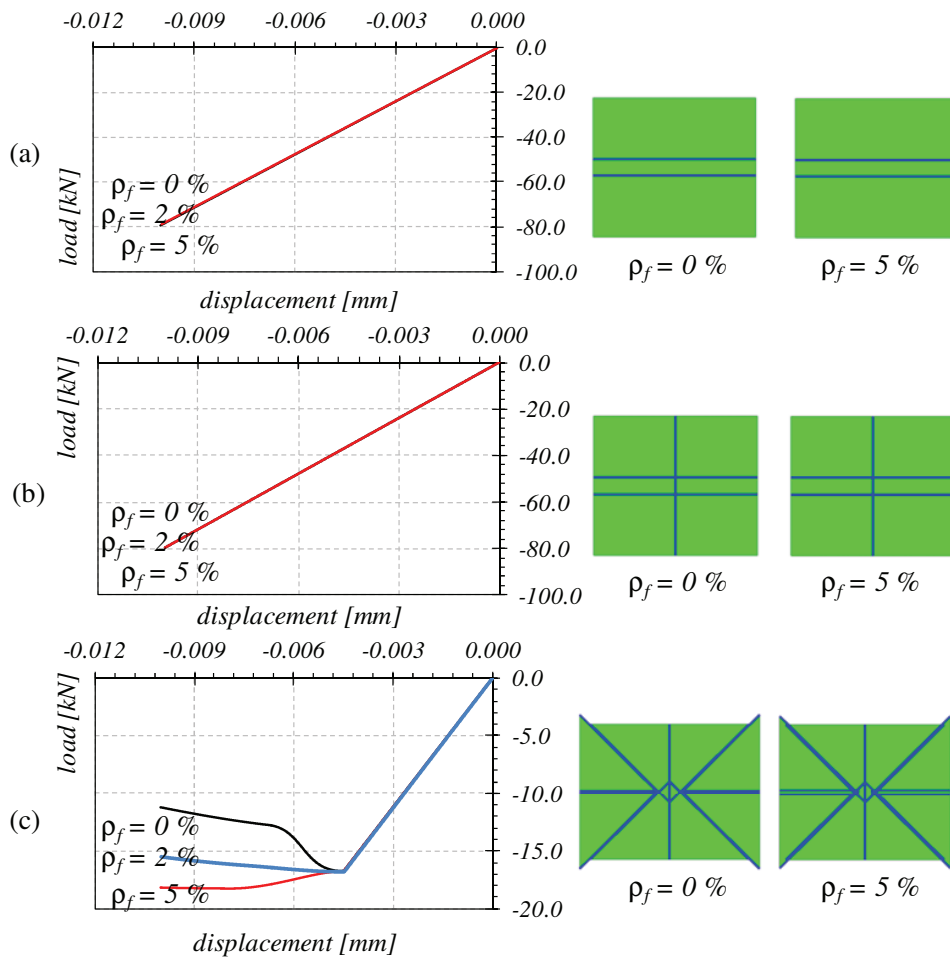 -0.012 -0.009 -0.006 -0.003 0.000
0.0
-20.0
-40.0
-60.0
-80.0
-100.0
(a)
load [kN]
ρf = 0 %
ρf = 2 %
ρf = 5 %
displacement [mm]
ρf = 0 %
ρf = 5 %
-0.012 -0.009 -0.006 -0.003 0.000
0.0
-20.0
-40.0
-60.0
-80.0
-100.0
(b)
load [kN]
ρf = 0 %
ρf = 2 %
ρf = 5 %
displacement [mm]
ρf = 0 %
ρf = 5 %
-0.012 -0.009 -0.006 -0.003 0.000
0.0
-5.0
-10.0
-15.0
-20.0
(c)
load [kN]
ρf = 0 %
ρf = 2 %
ρf = 5 %
displacement [mm]
ρf = 0 %
ρf = 5 %